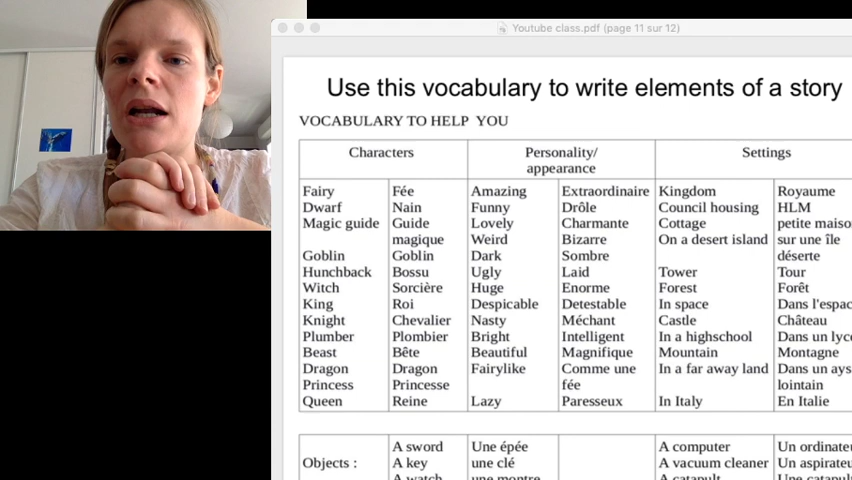 Youtube class.pdf (page 11 sur 12)
Use this vocabulary to write elements of a story
VOCABULARY TO HELP YOU
Characters Personality/ Settings
appearance
Fairy Fée Amazing Extraordinaire Kingdom Royaume
Dwarf Nain Funny Drôle Council housing HLM
Magic guide Guide Lovely Charmante Cottage petite maiso
magique Weird Bizarre On a desert island sur une île
Goblin Goblin Dark Sombre déserte
Hunchback Bossu Ugly Laid Tower Tour
Witch Sorcière Huge Enorme Forest Forêt
King Roi Despicable Detestable In space Dans l'espac
Knight Chevalier Nasty Méchant Castle Château
Plumber Plombier Bright Intelligent In a highschool Dans un lyc
Beast Bête Beautiful Magnifique Mountain Montagne
Dragon Dragon Fairylike Comme une In a far away land Dans un ays
Princess Princesse fée lointain
Queen Reine Lazy Paresseux In Italy En Italie
A sword Une épée A computer Un ordinate
Objects : A key une clé A vacuum cleaner Un aspirate
A watch une montre A catapult Une catapul